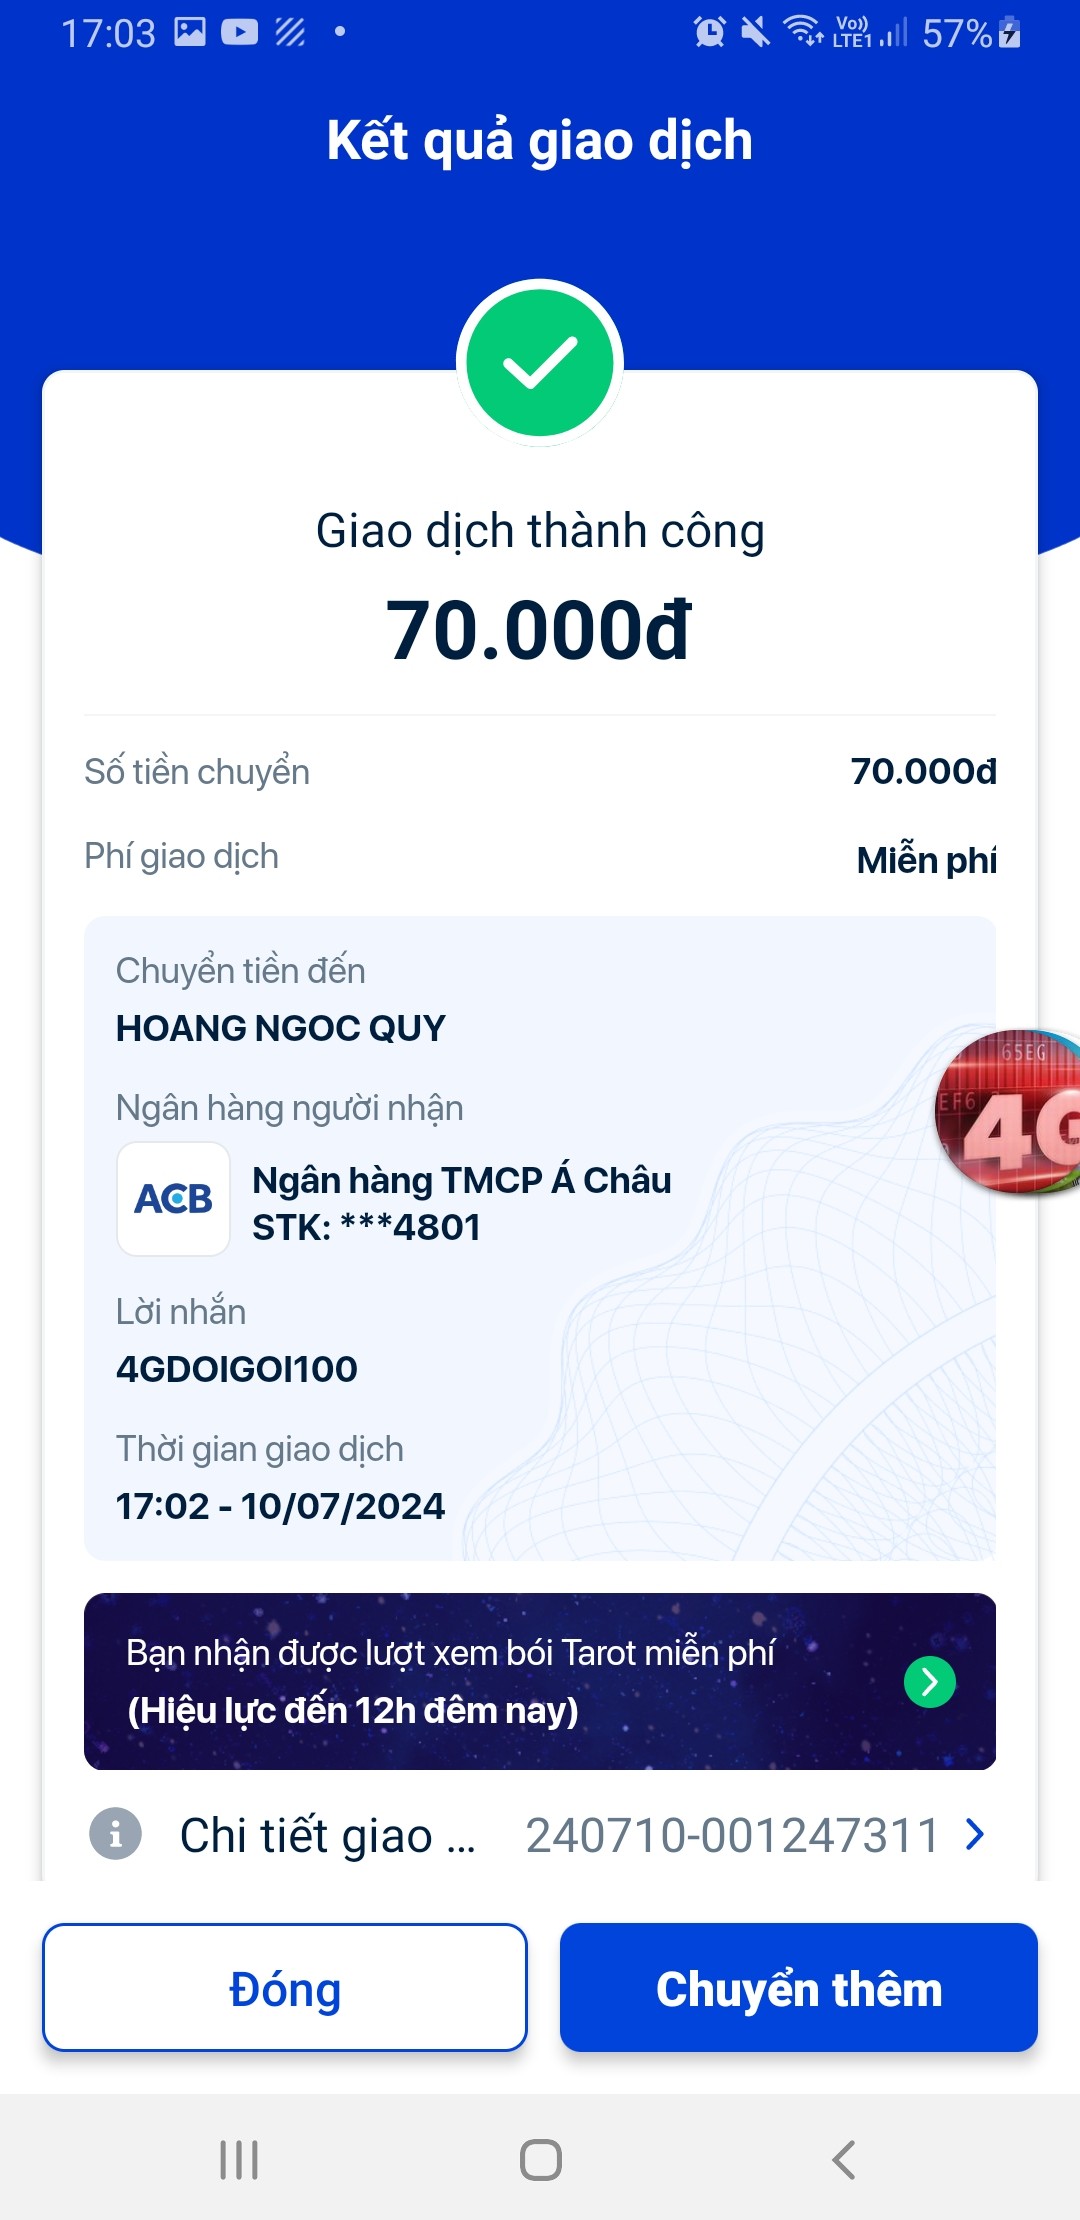 17:03
Vo))
LTE1
57%
Kết quả giao dịch
Giao dịch thành công
70.000đ
Số tiền chuyển
70.000đ
Phí giao dịch
Miễn phí
Chuyển tiền đến
HOANG NGOC QUY
65EG
EF6
4G
Ngân hàng người nhận
ACB
Ngân hàng TMCP Á Châu
STK: ***4801
Lời nhắn
4GDOIGOI100
Thời gian giao dịch
17:02 - 10/07/2024
Bạn nhận được lượt xem bói Tarot miễn phí
(Hiệu lực đến 12h đêm nay)
Chi tiết giao ...
240710-001247311
Đóng
Chuyển thêm